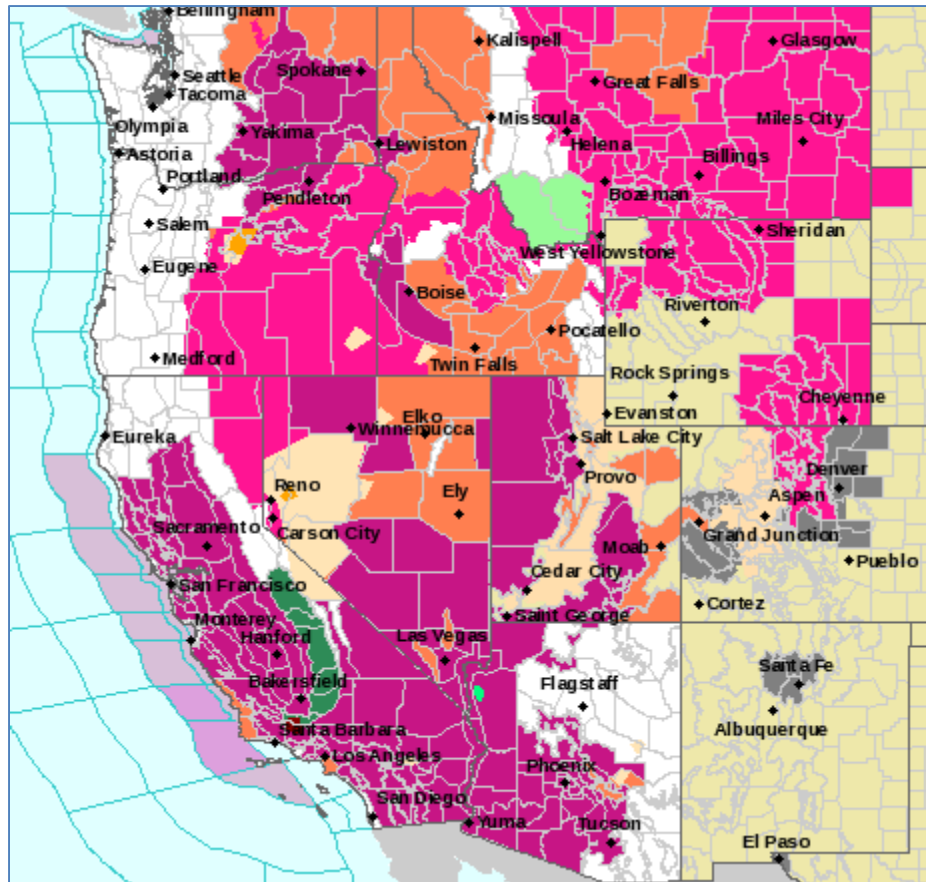 Bellingham
Kalispell
Glasgow
Seattle
Spokane
Great Falls
Tacoma
Missoula
Miles City
Olympia
Yakima
Helena
Lewiston
Astoria
Billings
Portland
Pendleton
Bozeman
Salem
Sheridan
West Yellowstone
Eugene
Boise
Riverton
Pocatello
Medford
Twin Falls
Rock Springs
Cheyenne
Elko
Evanston
Eureka
Winnemucca
Salt Lake City
Provo
Denver
Reno
Ely
Aspen
Sacramento
Carson City
Grand Junction
Moab
Pueblo
San Francisco
Cedar City
Cortez
Monterey
Saint George
Hanford
Las Vegas
Santa Fe
Bakersfield
Flagstaff
Albuquerque
Santa Barbara
Los Angeles
Phoenix
San Diego
Yuma
Tucson
El Paso